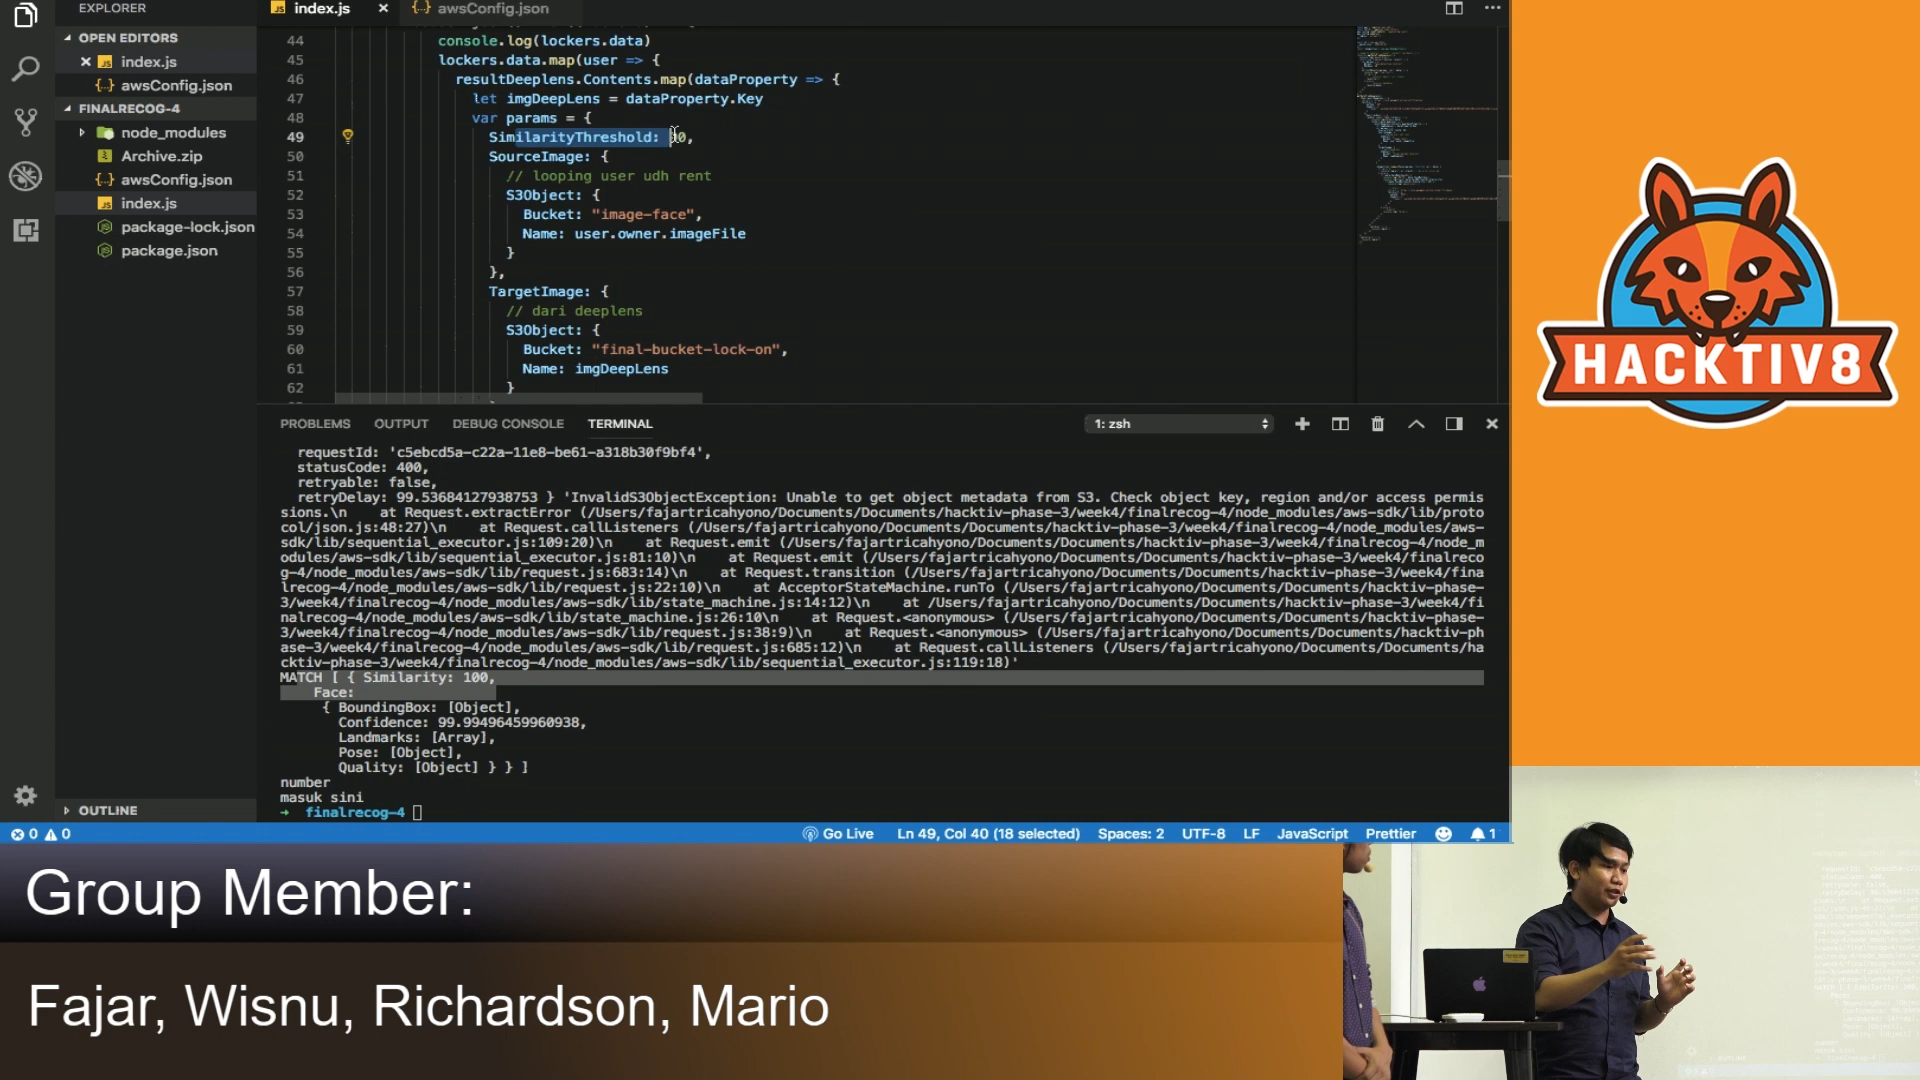 EXPLORER
OPEN EDITORS
index.js
awsConfig.json
FINALRECOG-4
node_modules
Archive.zip
awsConfig.json
index.js
package-lock.json
package.json
OUTLINE
index.js
awsConfig.json
44 console.log(lockers.data)
45 lockers.data.map(user => {
46 resultDeeplens.Contents.map(dataProperty => {
47 let imgDeepLens = dataProperty.Key
48 var params = {
49 SimilarityThreshold:
50 SourceImage: {
51 // looping user udh rent
52 S3Object: {
53 Bucket: "image-face",
54 Name: user.owner.imageFile
55 }
56 },
57 TargetImage: {
58 // dari deeplens
59 S3Object: {
60 Bucket: "final-bucket-lock-on",
61 Name: imgDeepLens
62 }
PROBLEMS OUTPUT DEBUG CONSOLE TERMINAL 1: zsh
requestId: 'c5ebcd5a-c22a-11e8-be61-a318b30f9bf4',
statusCode: 400,
retryable: false,
retryDelay: 99.53684127938753 } 'InvalidS3ObjectException: Unable to get object metadata from S3. Check object key, region and/or access permis
sions.\n at Request.extractError (/Users/fajartricahyono/Documents/Documents/hacktiv-phase-3/week4/finalrecog-4/node_modules/aws-sdk/lib/proto
col/json.js:48:27)\n at Request.callListeners (/Users/fajartricahyono/Documents/Documents/hacktiv-phase-3/week4/finalrecog-4/node_modules/aws-
sdk/lib/sequential_executor.js:109:20)\n at Request.emit (/Users/fajartricahyono/Documents/Documents/hacktiv-phase-3/week4/finalrecog-4/node_m
odules/aws-sdk/lib/sequential_executor.js:81:10)\n at Request.emit (/Users/fajartricahyono/Documents/Documents/hacktiv-phase-3/week4/finalreco
g-4/node_modules/aws-sdk/lib/request.js:683:14)\n at Request.transition (/Users/fajartricahyono/Documents/Documents/hacktiv-phase-3/week4/fina
lrecog-4/node_modules/aws-sdk/lib/request.js:22:10)\n at AcceptorStateMachine.runTo (/Users/fajartricahyono/Documents/Documents/hacktiv-phase-
3/week4/finalrecog-4/node_modules/aws-sdk/lib/state_machine.js:14:12)\n at /Users/fajartricahyono/Documents/Documents/hacktiv-phase-3/week4/fi
nalrecog-4/node_modules/aws-sdk/lib/state_machine.js:26:10\n at Request.<anonymous> (/Users/fajartricahyono/Documents/Documents/hacktiv-phase-
3/week4/finalrecog-4/node_modules/aws-sdk/lib/request.js:38:9)\n at Request.<anonymous> (/Users/fajartricahyono/Documents/Documents/hacktiv-ph
ase-3/week4/finalrecog-4/node_modules/aws-sdk/lib/request.js:685:12)\n at Request.callListeners (/Users/fajartricahyono/Documents/Documents/ha
cktiv-phase-3/week4/finalrecog-4/node_modules/aws-sdk/lib/sequential_executor.js:119:18)'
MATCH [ { Similarity: 100,
Face:
{ BoundingBox: [Object],
Confidence: 99.99496459960938,
Landmarks: [Array],
Pose: [Object],
Quality: [Object] } } ]
number
masuk sini
→ finalrecog-4
0 0 Go Live Ln 49, Col 40 (18 selected) Spaces: 2 UTF-8 LF JavaScript Prettier 1
HACKTIV8
Group Member:
Fajar, Wisnu, Richardson, Mario